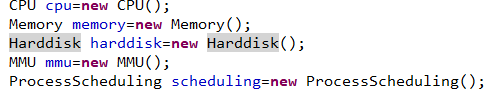 CPU cpu=new CPU();
Memory memory=new Memory();
Harddisk harddisk=new Harddisk();
MMU mmu=new MMU();
ProcessScheduling scheduling=new ProcessScheduling();